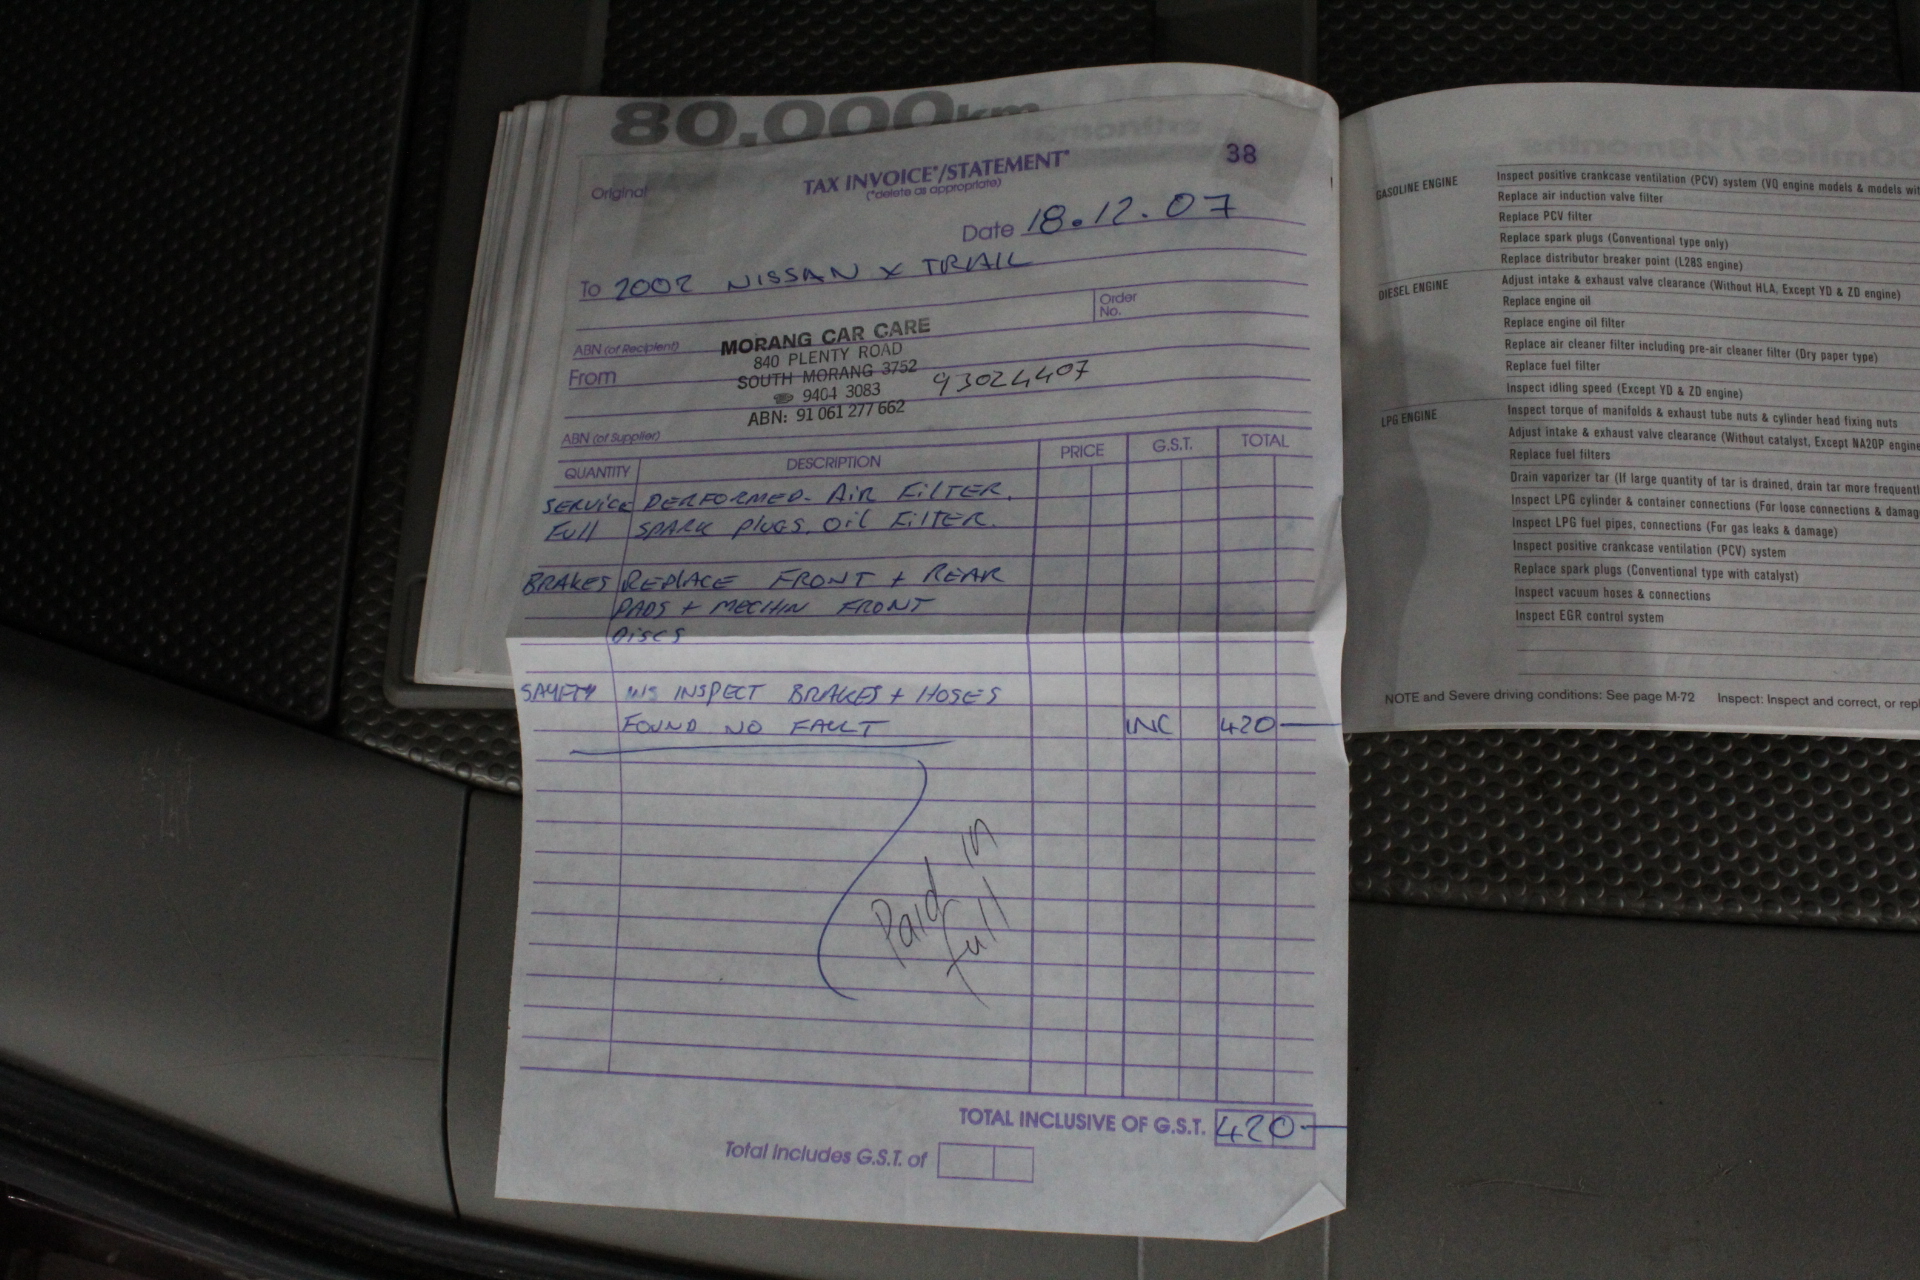 80,000km
Original
TAX INVOICE*/STATEMENT*
(*delete as appropriate)
38
Date 18.12.07
To 2002 NISSAN X TRAIL
Order No.
ABN (of Recipient)
From
MORANG CAR CARE
840 PLENTY ROAD
SOUTH MORANG 3752
9404 3083
ABN: 91 061 277 662
93024407
ABN (of Supplier)
QUANTITY DESCRIPTION PRICE G.S.T. TOTAL
SERVICE PERFORMED. AIR FILTER.
FULL SPARK PLUGS. OIL FILTER.
BRAKES REPLACE FRONT + REAR
PADS + MECHIN FRONT
DISCS
SAFETY INSPECT BRAKES + HOSES
FOUND NO FAULT INC 420—
Paid in
full
TOTAL INCLUSIVE OF G.S.T. 420—
Total includes G.S.T. of
GASOLINE ENGINE Inspect positive crankcase ventilation (PCV) system (VQ engine models & models wit
Replace air induction valve filter
Replace PCV filter
Replace spark plugs (Conventional type only)
Replace distributor breaker point (L28S engine)
DIESEL ENGINE Adjust intake & exhaust valve clearance (Without HLA, Except YD & ZD engine)
Replace engine oil
Replace engine oil filter
Replace air cleaner filter including pre-air cleaner filter (Dry paper type)
Replace fuel filter
Inspect idling speed (Except YD & ZD engine)
LPG ENGINE Inspect torque of manifolds & exhaust tube nuts & cylinder head fixing nuts
Adjust intake & exhaust valve clearance (Without catalyst, Except NA20P engine
Replace fuel filters
Drain vaporizer tar (If large quantity of tar is drained, drain tar more frequentl
Inspect LPG cylinder & container connections (For loose connections & damag
Inspect LPG fuel pipes, connections (For gas leaks & damage)
Inspect positive crankcase ventilation (PCV) system
Replace spark plugs (Conventional type with catalyst)
Inspect vacuum hoses & connections
Inspect EGR control system
NOTE and Severe driving conditions: See page M-72 Inspect: Inspect and correct, or repl